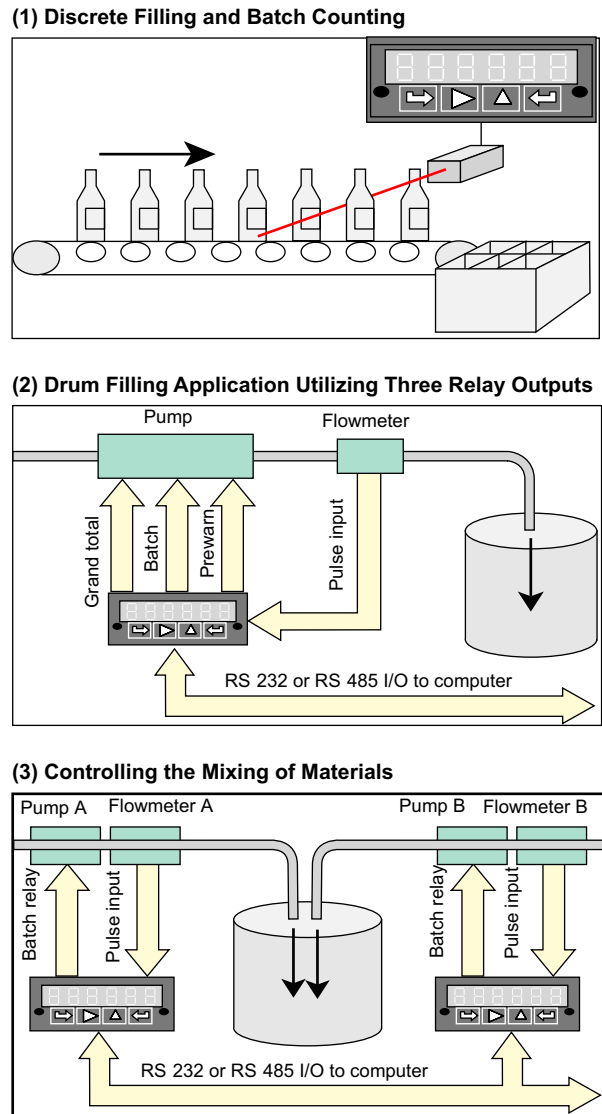 (1) Discrete Filling and Batch Counting
(2) Drum Filling Application Utilizing Three Relay Outputs
Pump
Flowmeter
Grand total
Batch
Prewarn
Pulse input
RS 232 or RS 485 I/O to computer
(3) Controlling the Mixing of Materials
Pump A
Flowmeter A
Pump B
Flowmeter B
Batch relay
Pulse input
Batch relay
Pulse input
RS 232 or RS 485 I/O to computer